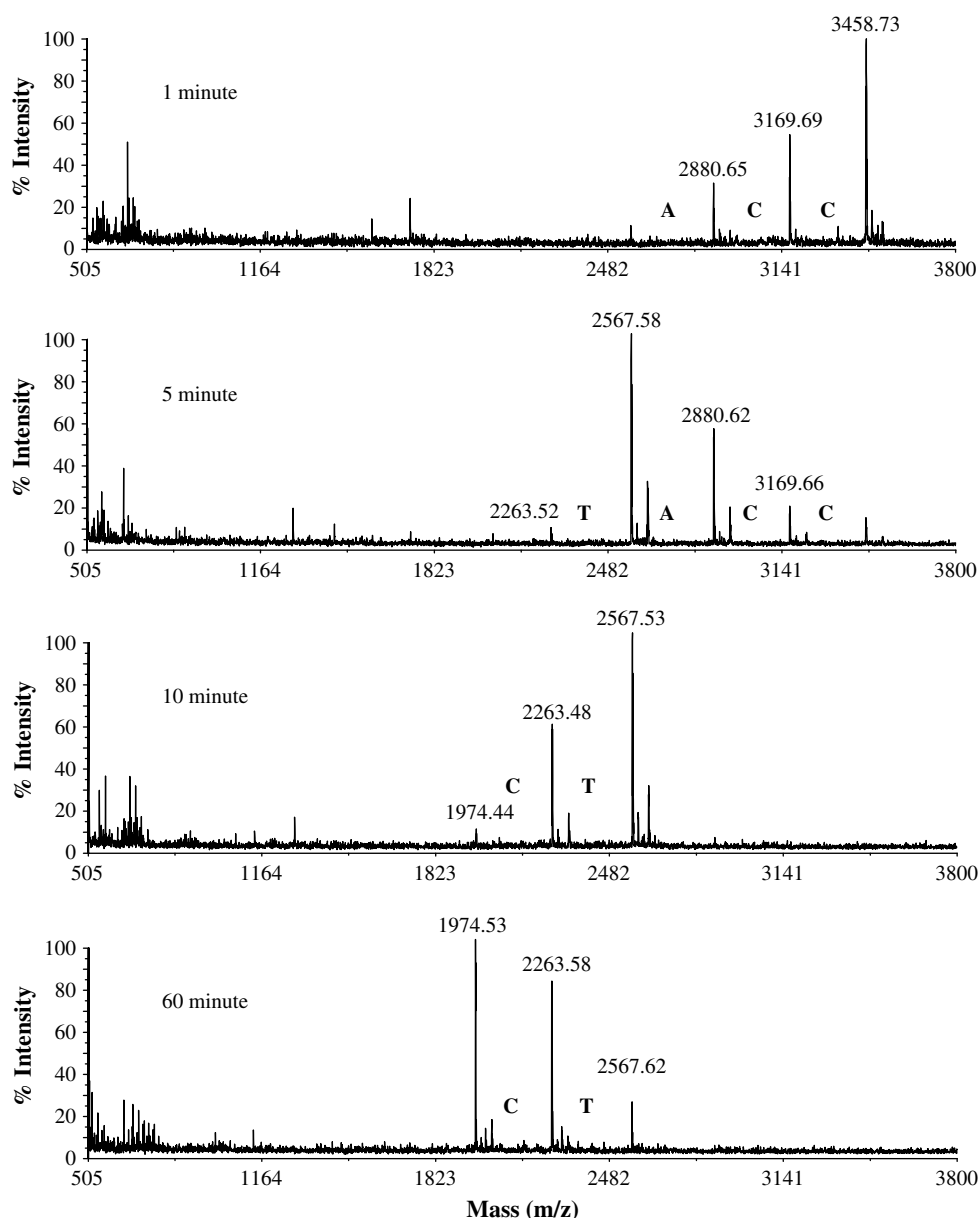 3458.73
100
80
60
40
20
0
% Intensity
1 minute
3169.69
2880.65
A C C
505 1164 1823 2482 3141 3800
2567.58
100
80
60
40
20
0
% Intensity
5 minute
2880.62
3169.66
2263.52 T A C C
505 1164 1823 2482 3141 3800
2567.53
100
80
60
40
20
0
% Intensity
10 minute
2263.48
C T
1974.44
505 1164 1823 2482 3141 3800
1974.53
100
80
60
40
20
0
% Intensity
60 minute
2263.58
2567.62
C T
505 1164 1823 2482 3141 3800
Mass (m/z)